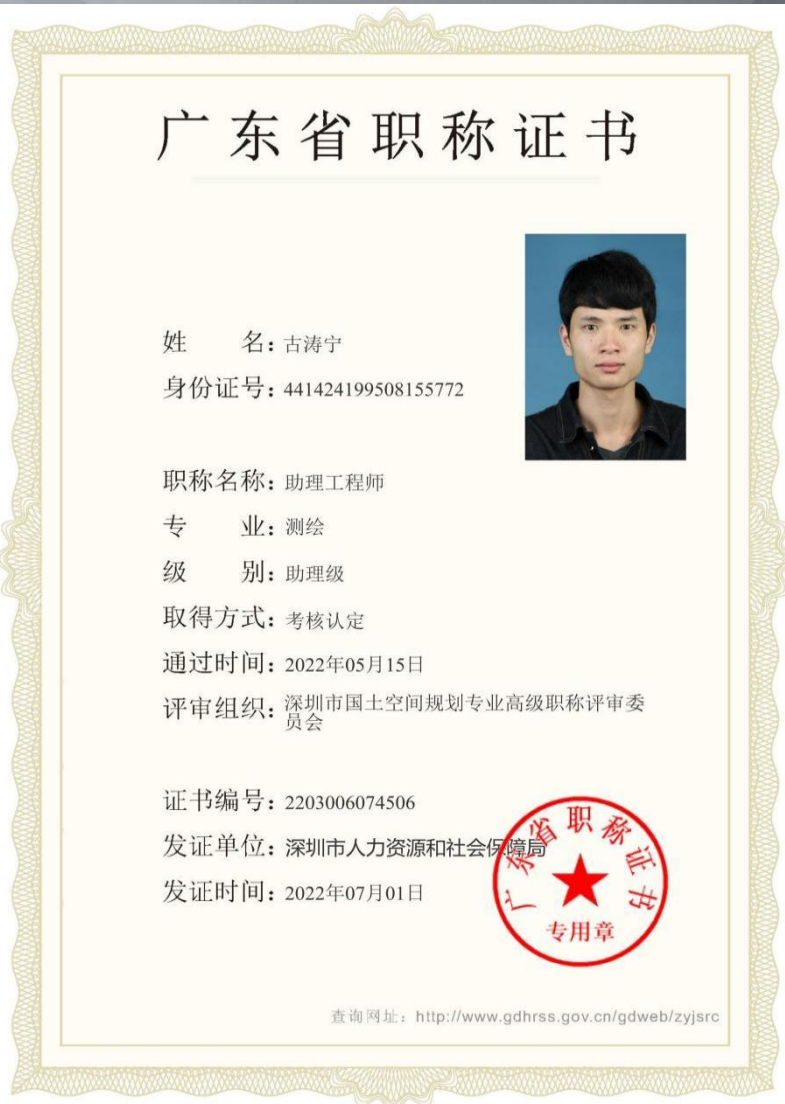 广东省职称证书
姓 名：古涛宁
身份证号：441424199508155772
职称名称：助理工程师
专 业：测绘
级 别：助理级
取得方式：考核认定
通过时间：2022年05月15日
评审组织：深圳市国土空间规划专业高级职称评审委
员会
证书编号：2203006074506
发证单位：深圳市人力资源和社会保障局
发证时间：2022年07月01日
广东省职称证书
专用章
查询网址：http://www.gdhrss.gov.cn/gdweb/zyjsrc